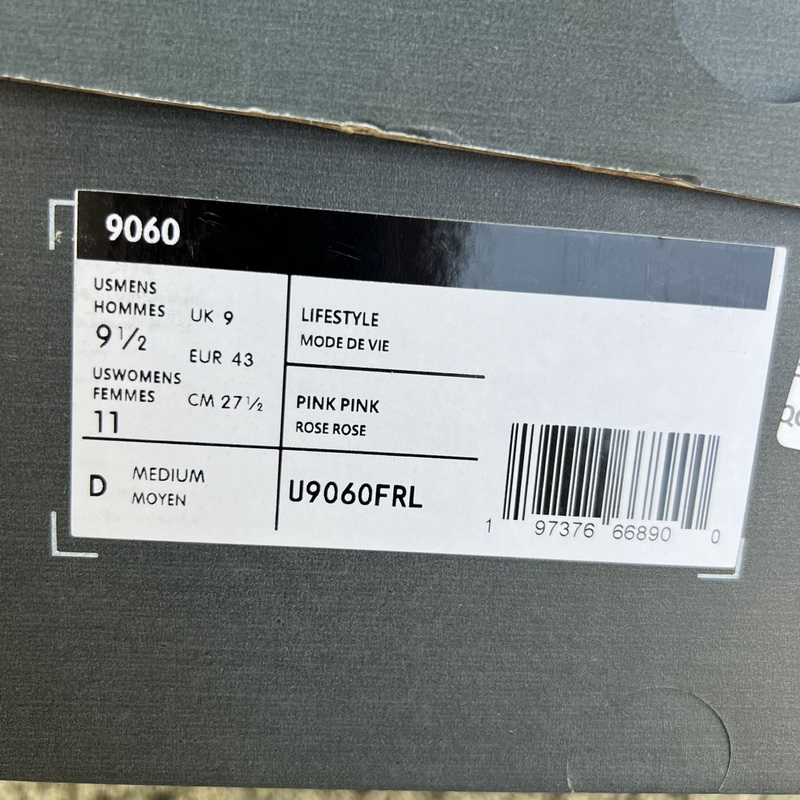 9060
USMENS
HOMMES
9 1/2
UK 9
EUR 43
USWOMENS
FEMMES
11
CM 27 1/2
LIFESTYLE
MODE DE VIE
PINK PINK
ROSE ROSE
D
MEDIUM
MOYEN
U9060FRL
1 97376 66890 0